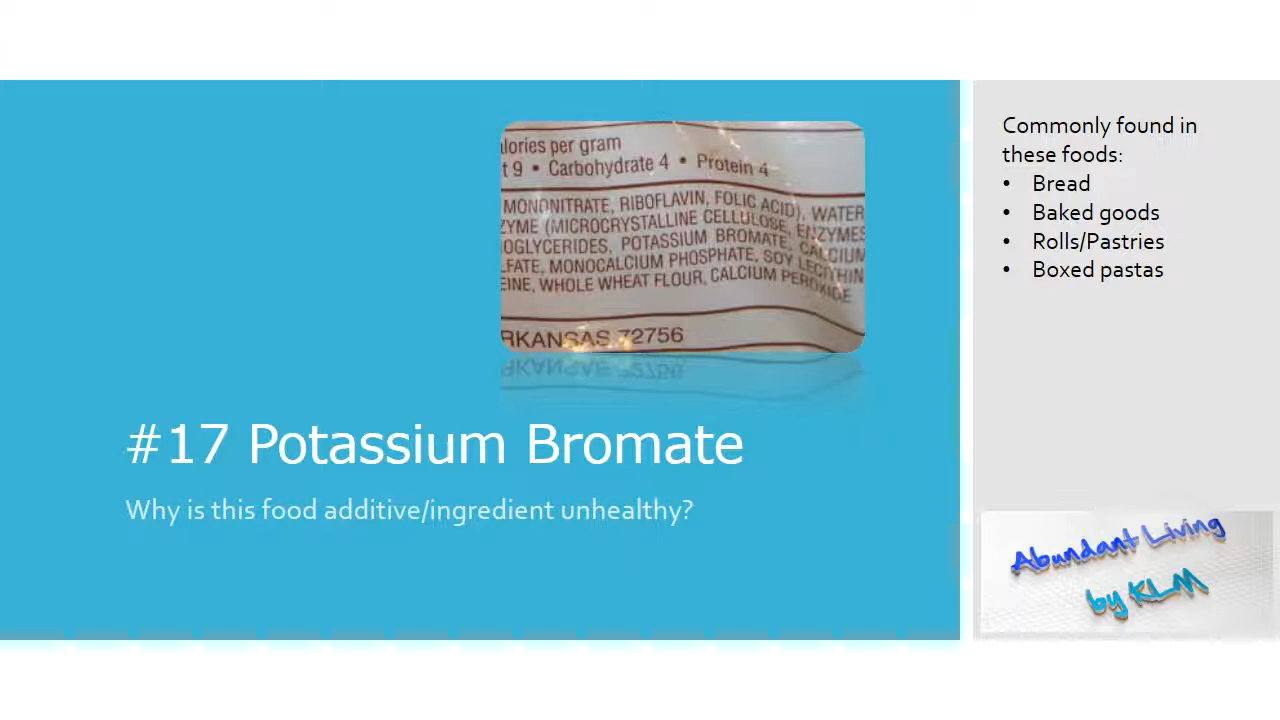 alories per gram
t 9 • Carbohydrate 4 • Protein 4
MONONITRATE, RIBOFLAVIN, FOLIC ACID), WATER
ZYME (MICROCRYSTALLINE CELLULOSE, ENZYMES
OGLYCERIDES, POTASSIUM BROMATE, CALCIUM
LFATE, MONOCALCIUM PHOSPHATE, SOY LECITHIN
EINE, WHOLE WHEAT FLOUR, CALCIUM PEROXIDE
RKANSAS 72756
#17 Potassium Bromate
Why is this food additive/ingredient unhealthy?
Commonly found in
these foods:
• Bread
• Baked goods
• Rolls/Pastries
• Boxed pastas
Abundant Living
by KLM